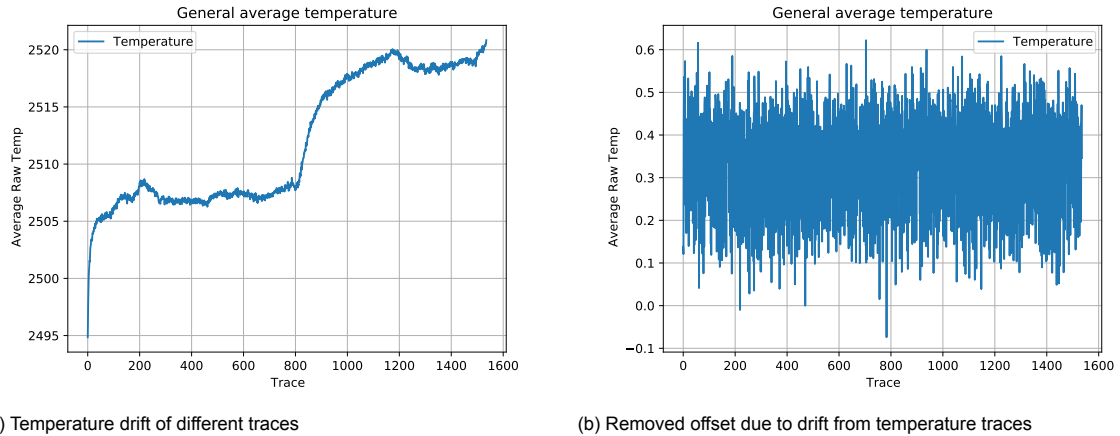 General average temperature
Temperature
2520
2515
2510
2505
2500
2495
Average Raw Temp
0 200 400 600 800 1000 1200 1400 1600
Trace
) Temperature drift of different traces
General average temperature
Temperature
0.6
0.5
0.4
0.3
0.2
0.1
0.0
−0.1
Average Raw Temp
0 200 400 600 800 1000 1200 1400 1600
Trace
(b) Removed offset due to drift from temperature traces